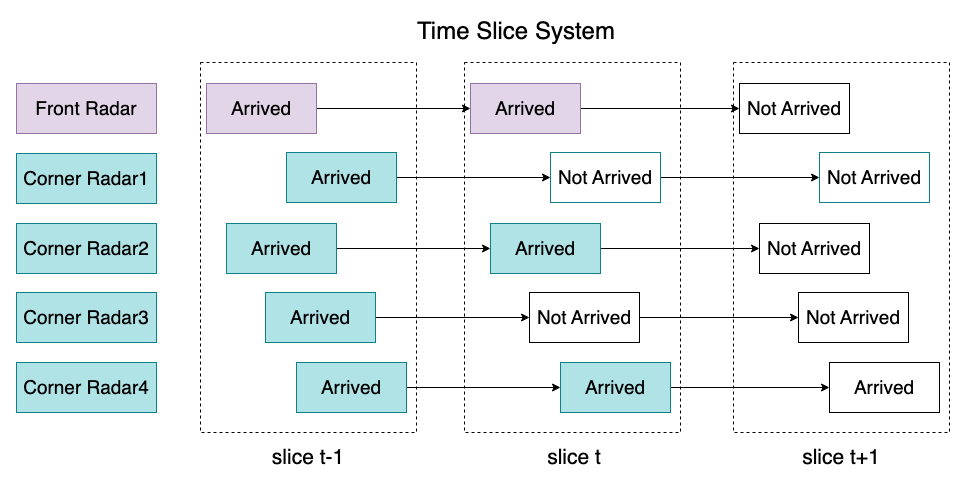 Time Slice System
Front Radar
Arrived
Arrived
Not Arrived
Corner Radar1
Arrived
Not Arrived
Not Arrived
Corner Radar2
Arrived
Arrived
Not Arrived
Corner Radar3
Arrived
Not Arrived
Not Arrived
Corner Radar4
Arrived
Arrived
Arrived
slice t-1
slice t
slice t+1